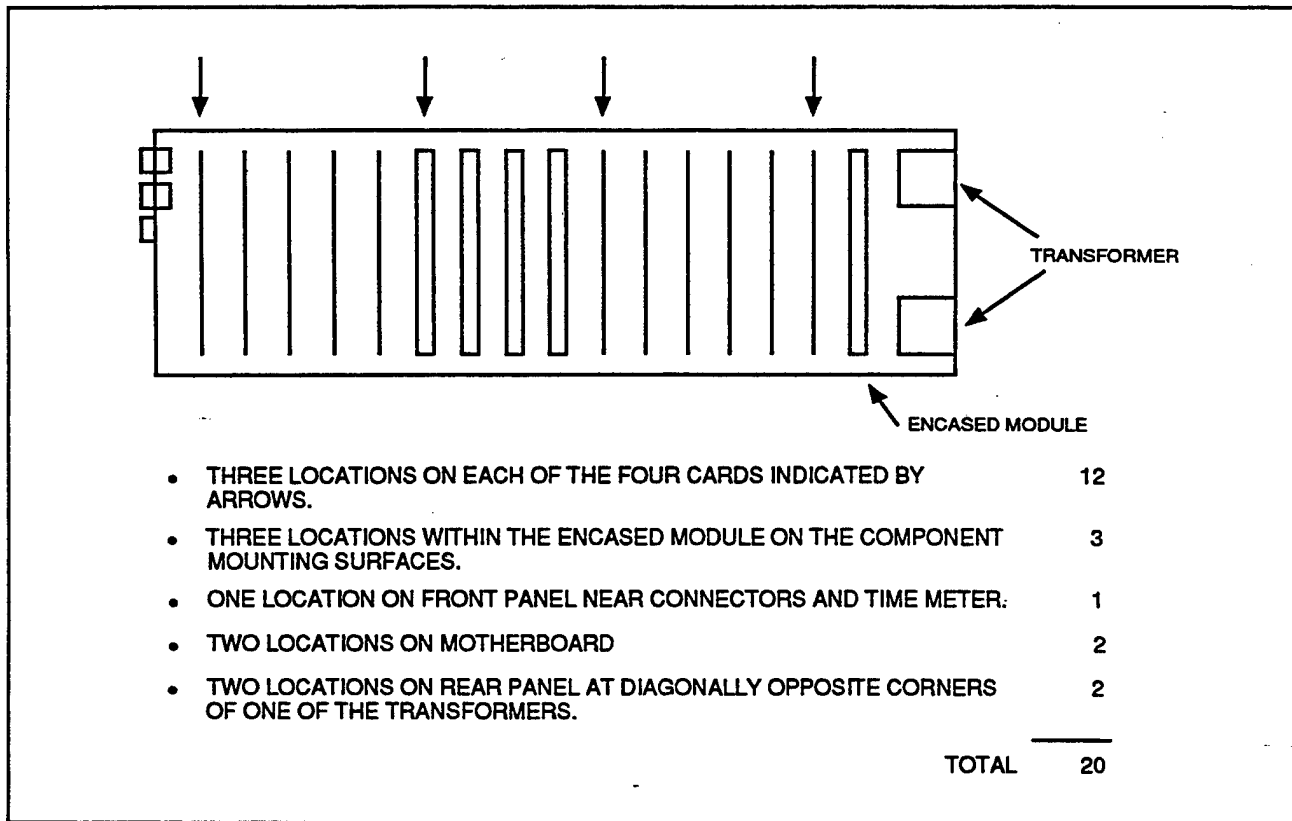 TRANSFORMER
ENCASED MODULE
• THREE LOCATIONS ON EACH OF THE FOUR CARDS INDICATED BY 12
ARROWS.
• THREE LOCATIONS WITHIN THE ENCASED MODULE ON THE COMPONENT 3
MOUNTING SURFACES.
• ONE LOCATION ON FRONT PANEL NEAR CONNECTORS AND TIME METER. 1
• TWO LOCATIONS ON MOTHERBOARD 2
• TWO LOCATIONS ON REAR PANEL AT DIAGONALLY OPPOSITE CORNERS 2
OF ONE OF THE TRANSFORMERS.
TOTAL 20